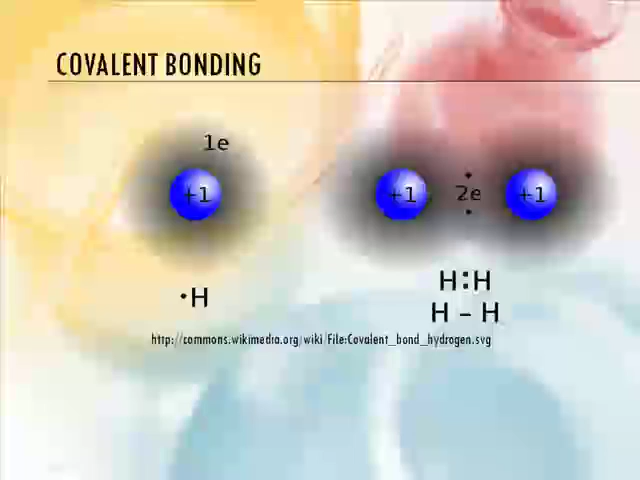 COVALENT BONDING
1e
+1
+1 2e +1
·H
H:H
H – H
http://commons.wikimedia.org/wiki/File:Covalent_bond_hydrogen.svg